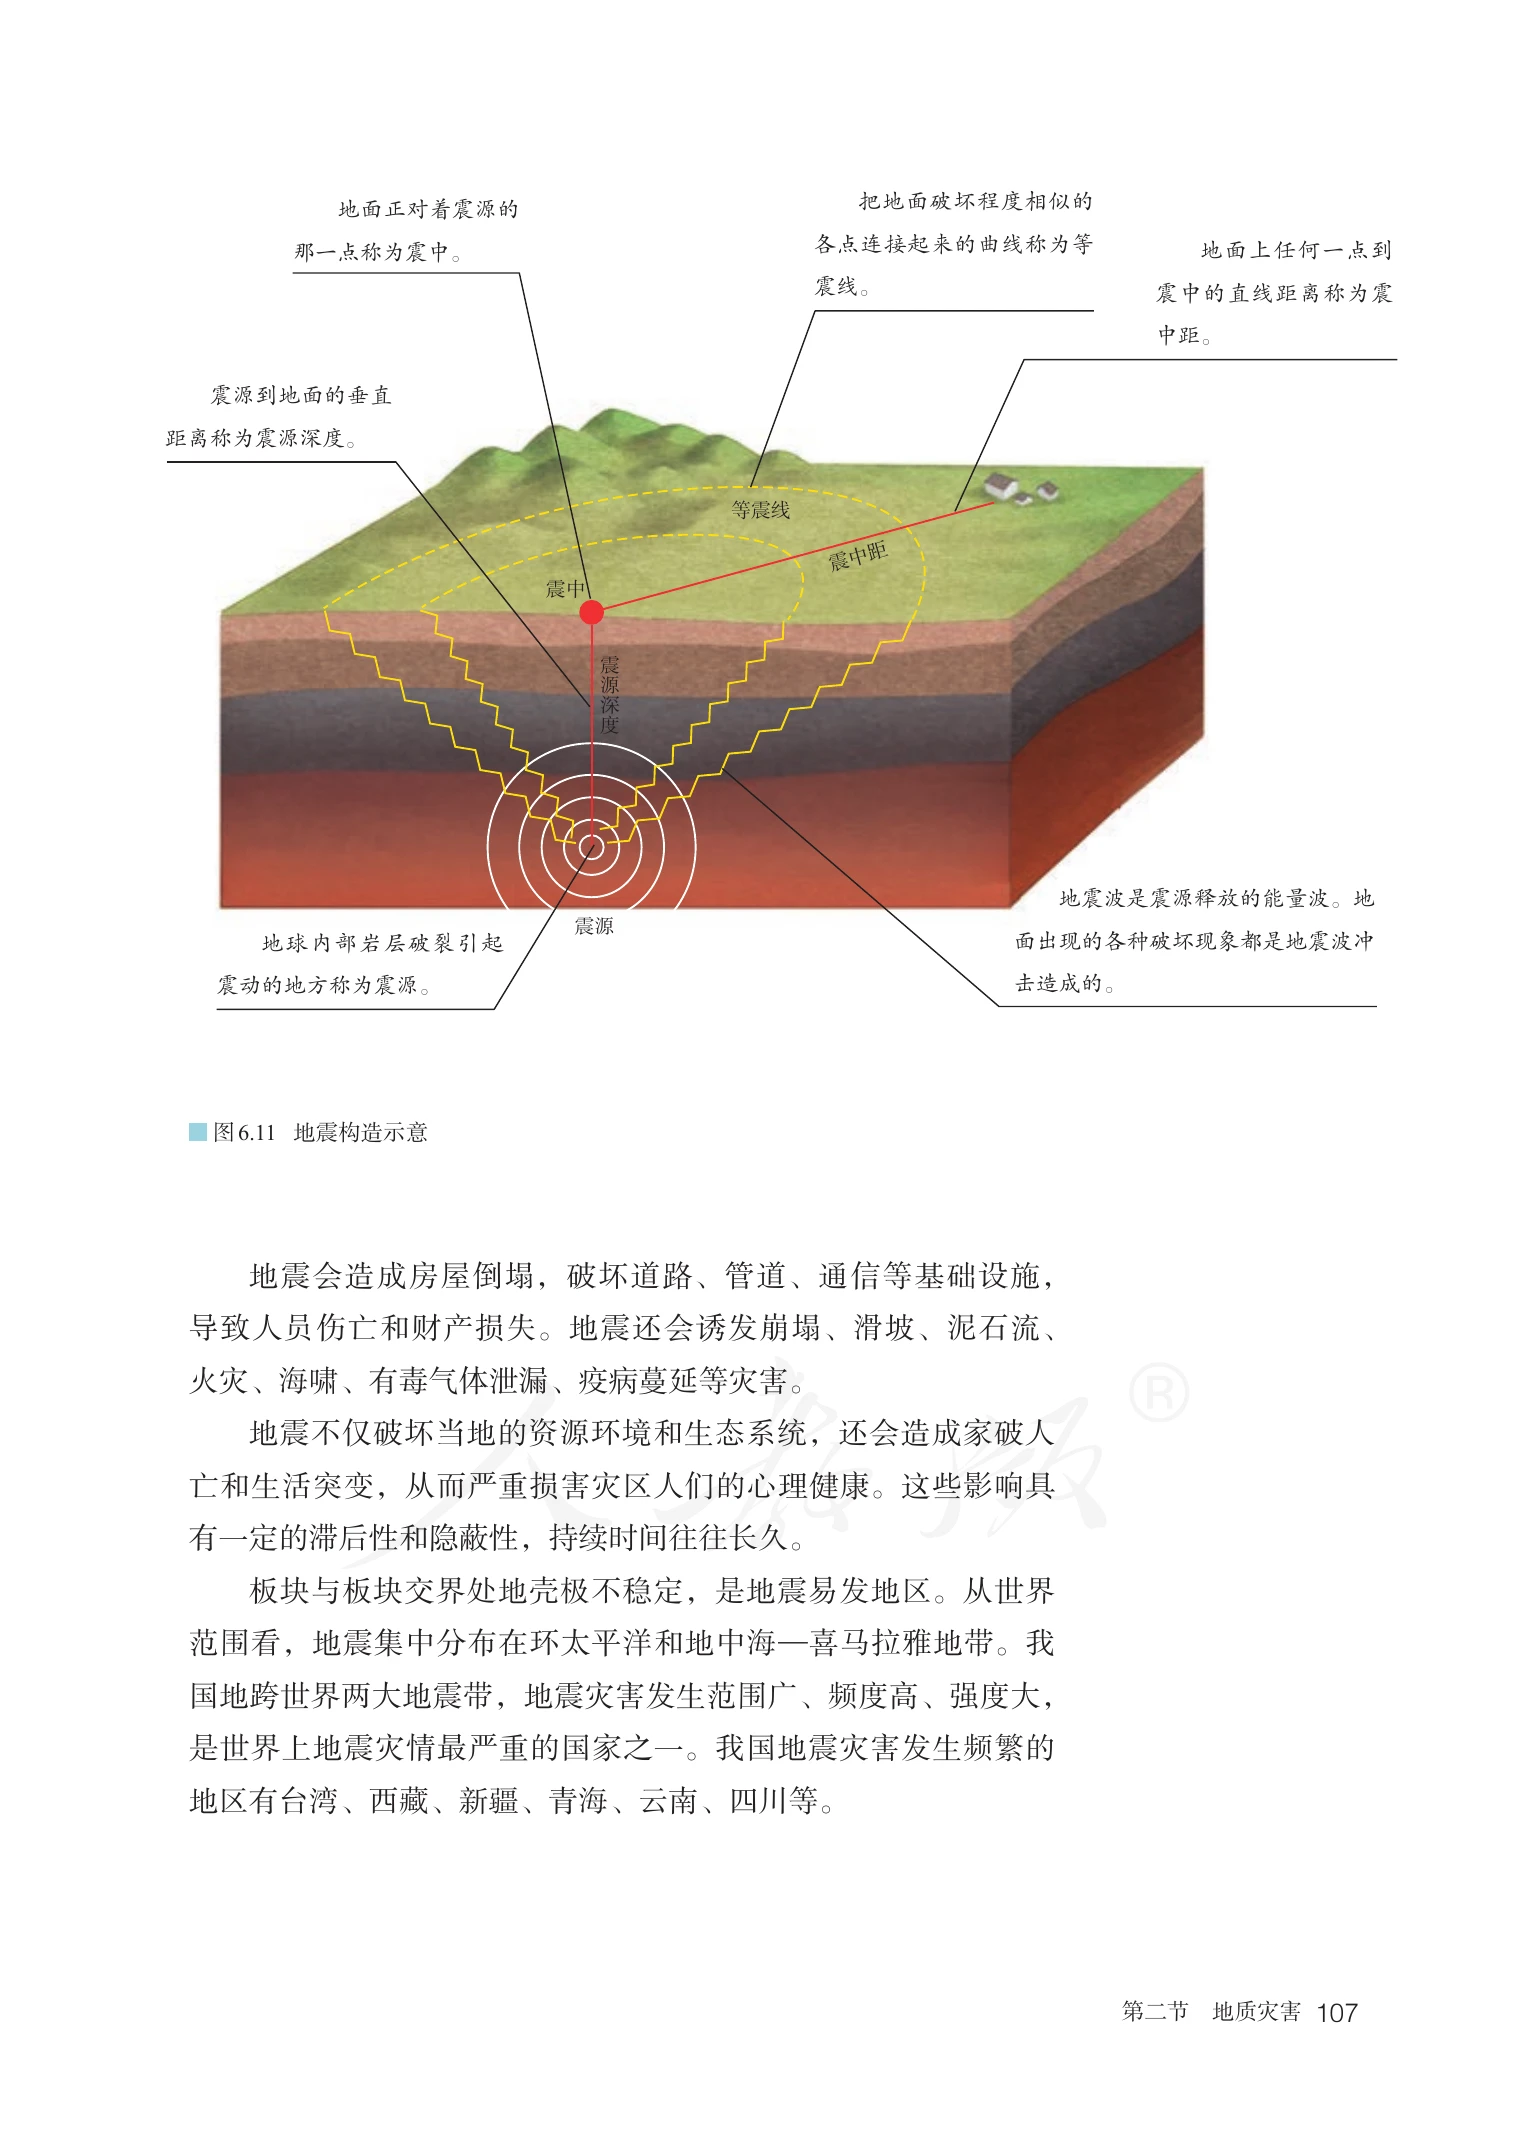 地面正对着震源的
那一点称为震中。
把地面破坏程度相似的
各点连接起来的曲线称为等
震线。
地面上任何一点到
震中的直线距离称为震
中距。
震源到地面的垂直
距离称为震源深度。
等震线
震中距
震中
震源深度
震源
地球内部岩层破裂引起
震动的地方称为震源。
地震波是震源释放的能量波。地
面出现的各种破坏现象都是地震波冲
击造成的。
图6.11 地震构造示意
地震会造成房屋倒塌，破坏道路、管道、通信等基础设施，
导致人员伤亡和财产损失。地震还会诱发崩塌、滑坡、泥石流、
火灾、海啸、有毒气体泄漏、疫病蔓延等灾害。
地震不仅破坏当地的资源环境和生态系统，还会造成家破人
亡和生活突变，从而严重损害灾区人们的心理健康。这些影响具
有一定的滞后性和隐蔽性，持续时间往往长久。
板块与板块交界处地壳极不稳定，是地震易发地区。从世界
范围看，地震集中分布在环太平洋和地中海—喜马拉雅地带。我
国地跨世界两大地震带，地震灾害发生范围广、频度高、强度大，
是世界上地震灾情最严重的国家之一。我国地震灾害发生频繁的
地区有台湾、西藏、新疆、青海、云南、四川等。
人教版®
第二节 地质灾害 107